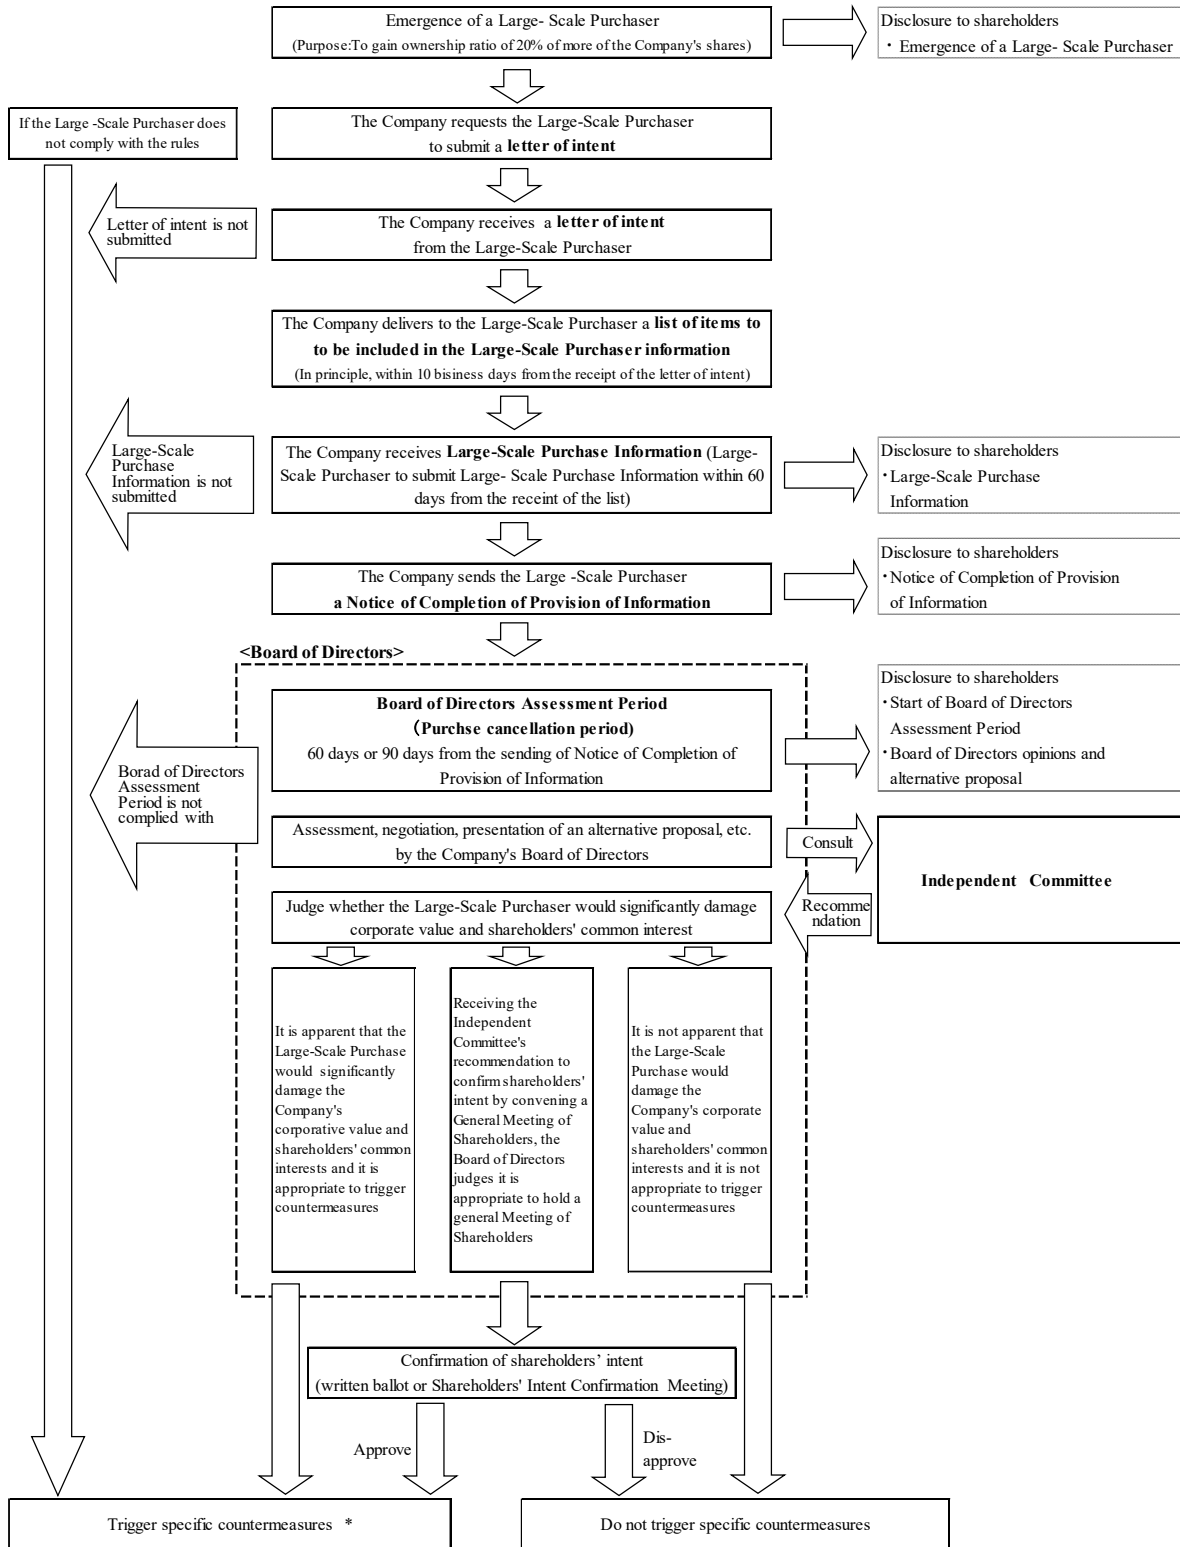 Emergence of a Large- Scale Purchaser
(Purpose:To gain ownership ratio of 20% of more of the Company's shares)
Disclosure to shareholders
・ Emergence of a Large- Scale Purchaser
If the Large -Scale Purchaser does
not comply with the rules
The Company requests the Large-Scale Purchaser
to submit a letter of intent
Letter of intent is not
submitted
The Company receives a letter of intent
from the Large-Scale Purchaser
The Company delivers to the Large-Scale Purchaser a list of items to
to be included in the Large-Scale Purchaser information
(In principle, within 10 bisiness days from the receipt of the letter of intent)
Large-Scale
Purchase
Information is not
submitted
The Company receives Large-Scale Purchase Information (Large-
Scale Purchaser to submit Large- Scale Purchase Information within 60
days from the receint of the list)
Disclosure to shareholders
・Large-Scale Purchase
Information
The Company sends the Large -Scale Purchaser
a Notice of Completion of Provision of Information
Disclosure to shareholders
・Notice of Completion of Provision
of Information
<Board of Directors>
Board of Directors Assessment Period
（Purchse cancellation period)
60 days or 90 days from the sending of Notice of Completion of
Provision of Information
Disclosure to shareholders
・Start of Board of Directors
Assessment Period
・Board of Directors opinions and
alternative proposal
Borad of Directors
Assessment
Period is not
complied with
Assessment, negotiation, presentation of an alternative proposal, etc.
by the Company's Board of Directors
Consult
Independent Committee
Recomme
ndation
Judge whether the Large-Scale Purchaser would significantly damage
corporate value and shareholders' common interest
It is apparent that the
Large-Scale Purchase
would significantly
damage the
Company's
corporative value and
shareholders' common
interests and it is
appropriate to trigger
countermeasures
Receiving the
Independent
Committee's
recommendation to
confirm shareholders'
intent by convening a
General Meeting of
Shareholders, the
Board of Directors
judges it is
appropriate to hold a
general Meeting of
Shareholders
It is not apparent that
the Large-Scale
Purchase would
damage the
Company's corporate
value and
shareholders' common
interests and it is not
appropriate to trigger
countermeasures
Confirmation of shareholders’ intent
(written ballot or Shareholders' Intent Confirmation Meeting)
Approve
Dis-
approve
Trigger specific countermeasures *
Do not trigger specific countermeasures